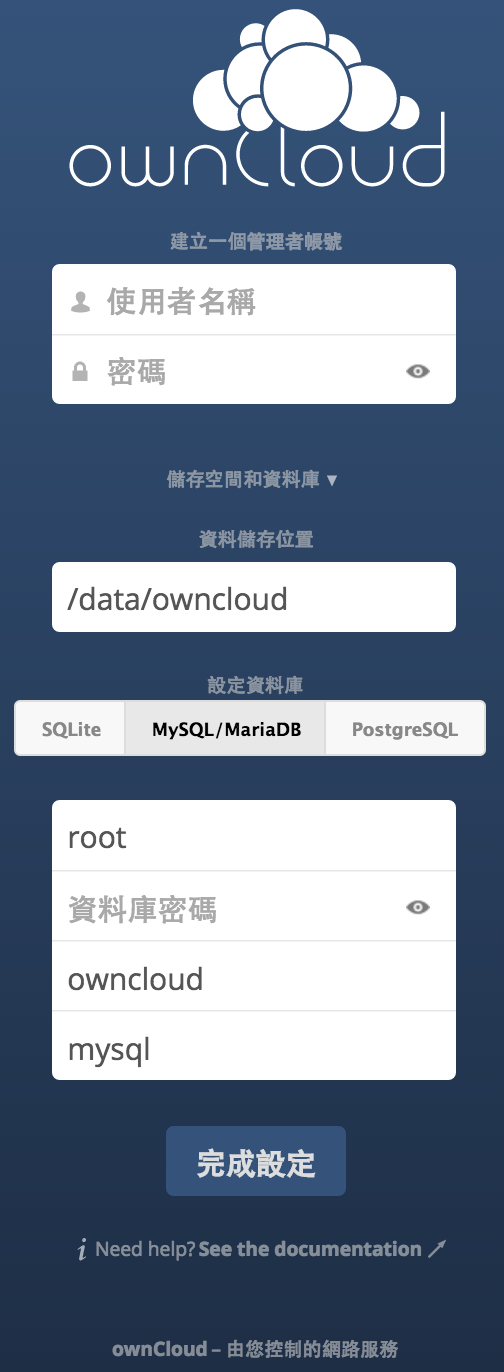 ownCloud
建立一個管理者帳號
使用者名稱
密碼
儲存空間和資料庫 ▾
資料儲存位置
/data/owncloud
設定資料庫
SQLite
MySQL/MariaDB
PostgreSQL
root
資料庫密碼
owncloud
mysql
完成設定
i Need help? See the documentation ↗
ownCloud – 由您控制的網路服務